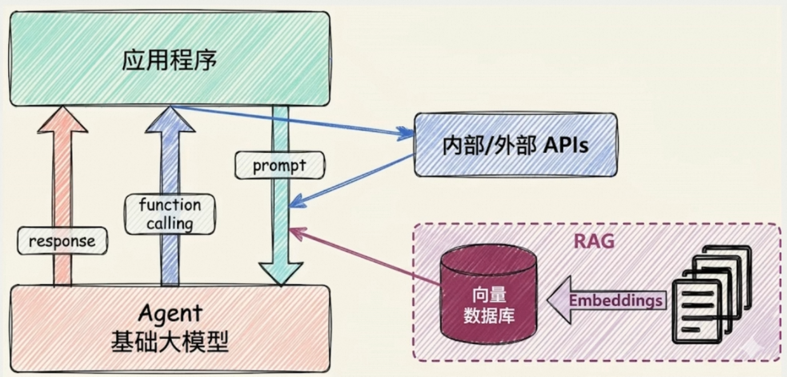 应用程序
内部/外部 APIs
prompt
function
calling
response
RAG
向量
数据库
Embeddings
Agent
基础大模型